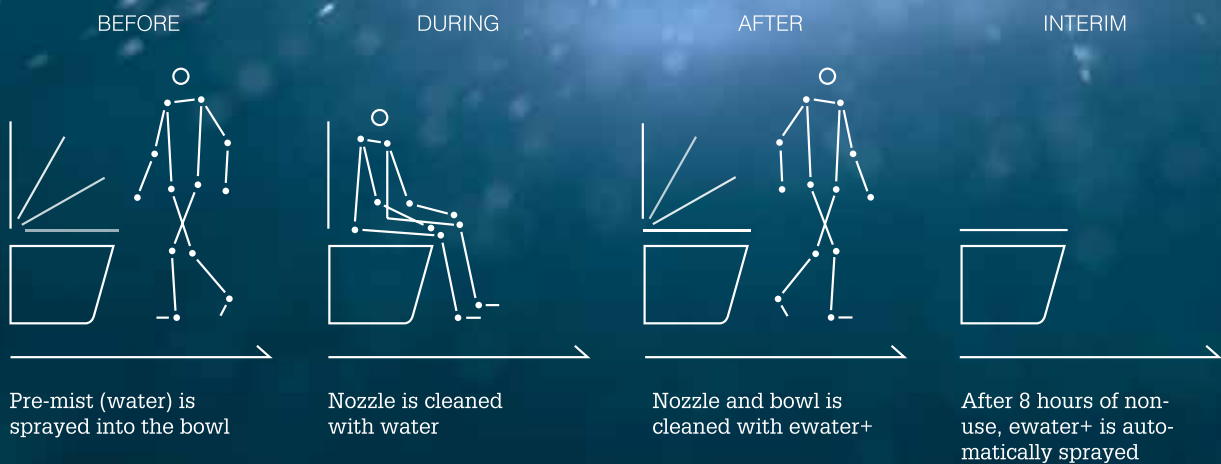 BEFORE
DURING
AFTER
INTERIM
Pre-mist (water) is
sprayed into the bowl
Nozzle is cleaned
with water
Nozzle and bowl is
cleaned with ewater+
After 8 hours of non-
use, ewater+ is auto-
matically sprayed